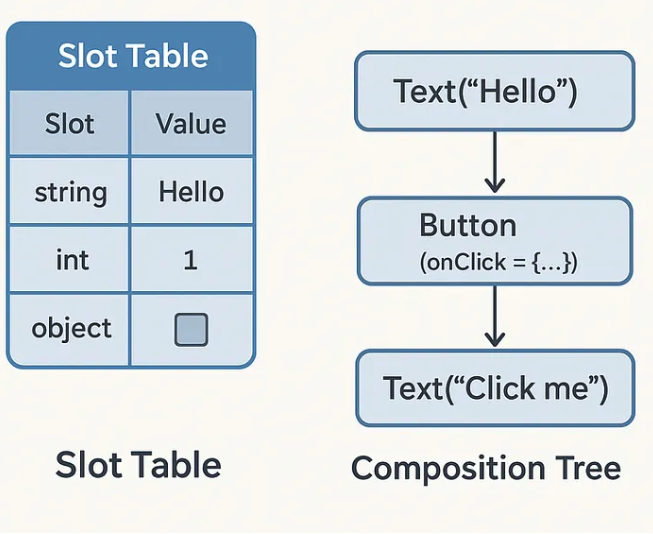 Slot Table
Slot Value
string Hello
int 1
object
Slot Table
Text(“Hello”)
Button
(onClick = {...})
Text(“Click me”)
Composition Tree